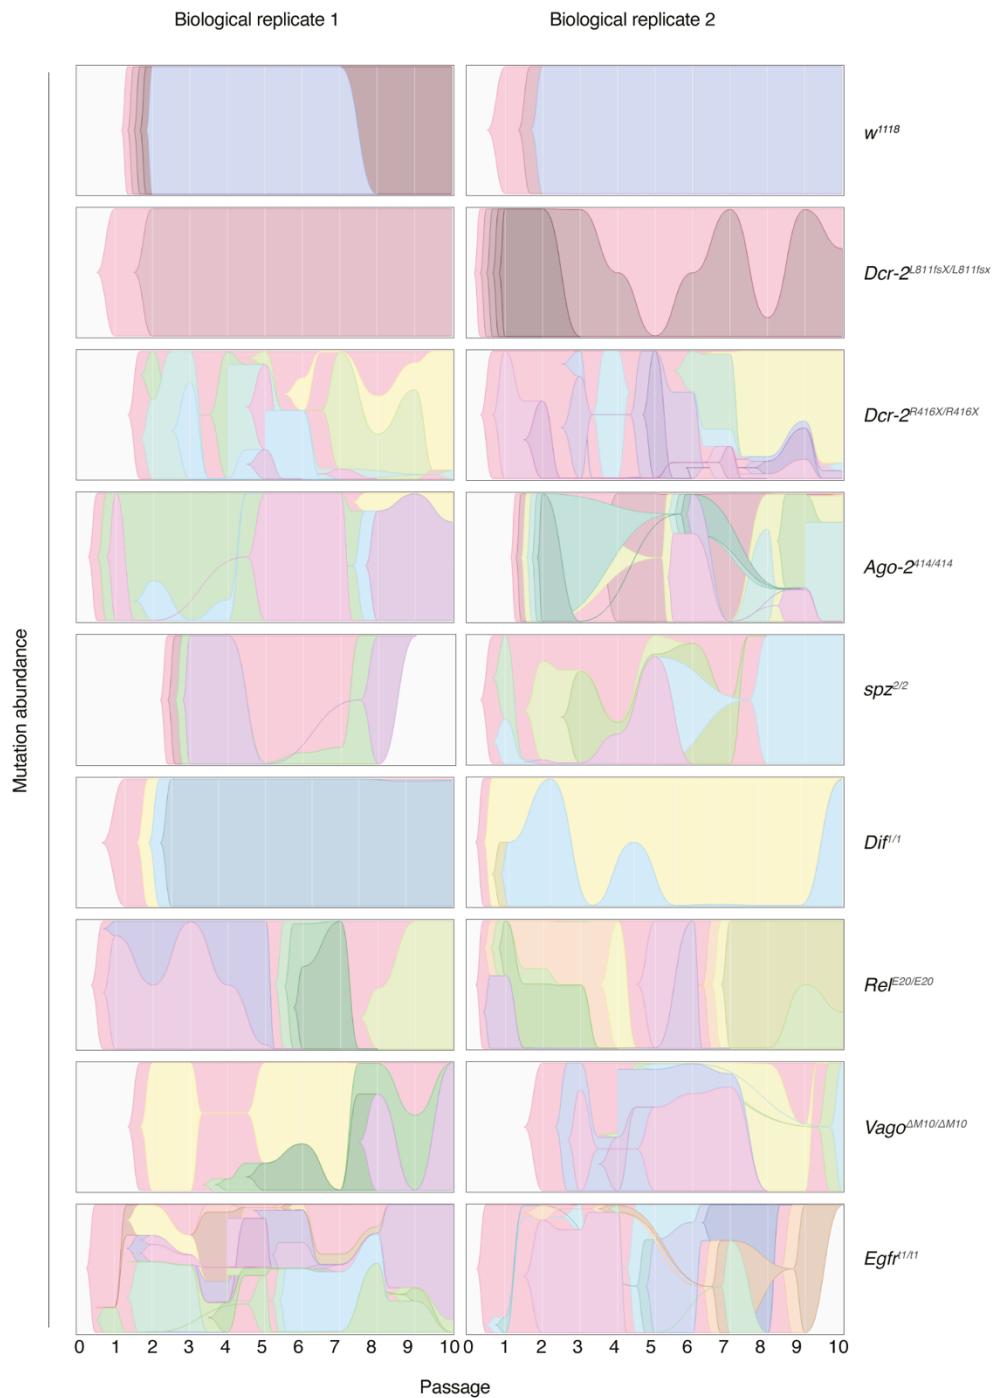 Biological replicate 1 Biological replicate 2
w1118
Dcr-2L811fsX/L811fsx
Dcr-2R416X/R416X
Ago-2414/414
spz2/2
Dif1/1
RelE20/E20
VagoΔM10/ΔM10
Egfrt1/t1
Mutation abundance
0 1 2 3 4 5 6 7 8 9 10 0 1 2 3 4 5 6 7 8 9 10
Passage